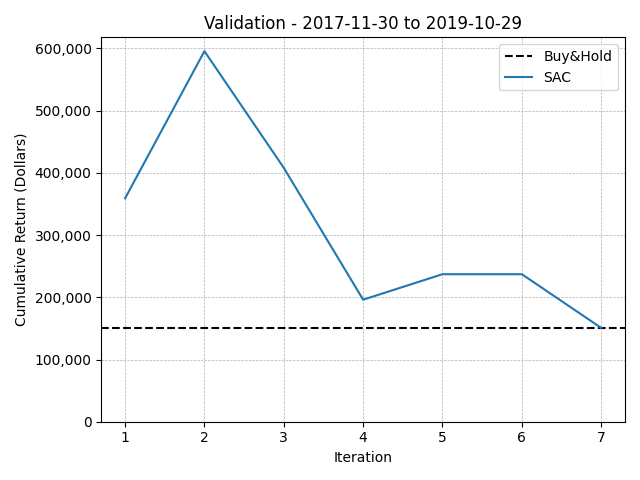 Validation - 2017-11-30 to 2019-10-29
Buy&Hold
SAC
Cumulative Return (Dollars)
600,000
500,000
400,000
300,000
200,000
100,000
0
1 2 3 4 5 6 7
Iteration